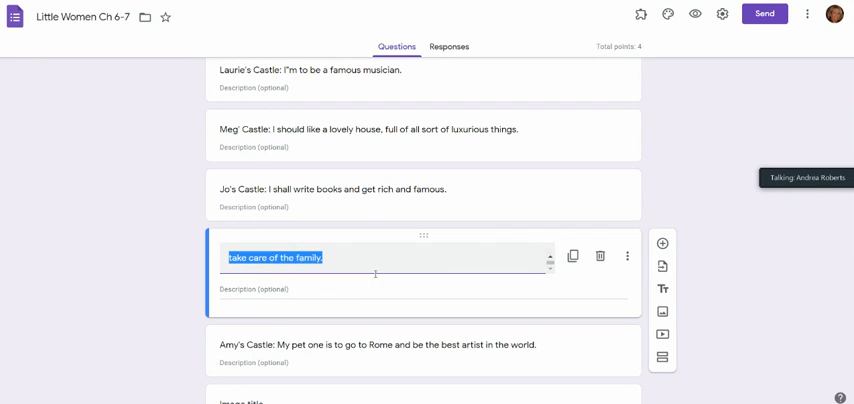 Little Women Ch 6-7
Send
Questions
Responses
Total points: 4
Laurie's Castle: I"m to be a famous musician.
Description (optional)
Meg' Castle: I should like a lovely house, full of all sort of luxurious things.
Description (optional)
Talking: Andrea Roberts
Jo's Castle: I shall write books and get rich and famous.
Description (optional)
take care of the family.
Description (optional)
Tt
Amy's Castle: My pet one is to go to Rome and be the best artist in the world.
Description (optional)
Image title